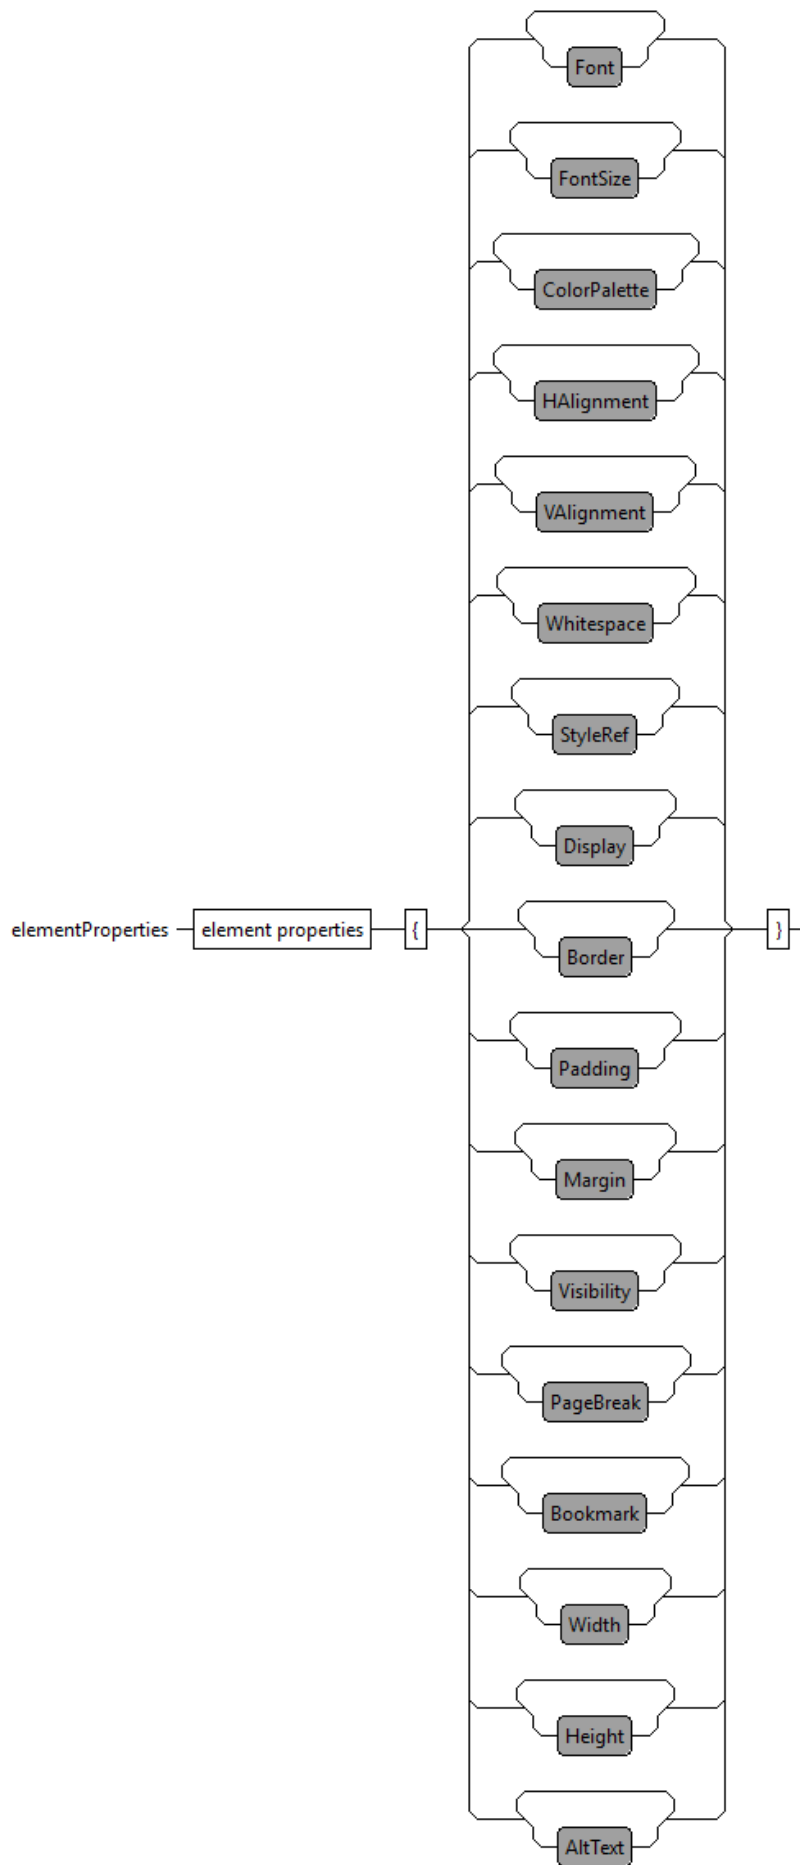 Font
FontSize
ColorPalette
HAlignment
VAlignment
Whitespace
StyleRef
Display
elementProperties element properties { Border }
Padding
Margin
Visibility
PageBreak
Bookmark
Width
Height
AltText